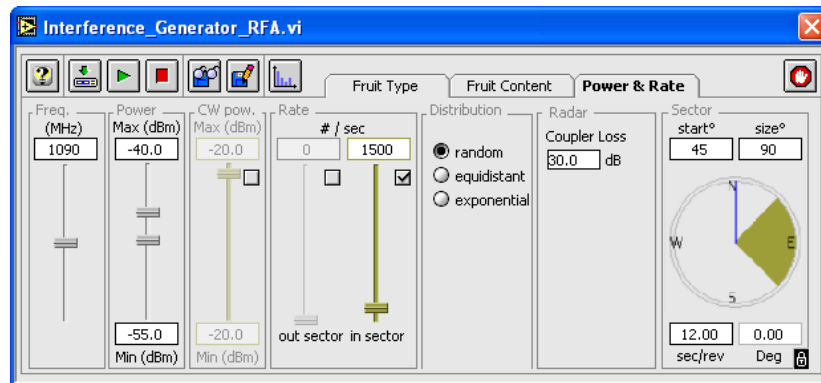 Interference_Generator_RFA.vi
Fruit Type Fruit Content Power & Rate
Freq. Power CW pow. Rate Distribution Radar Sector
(MHz) Max (dBm) Max (dBm) # / sec Coupler Loss start° size°
1090 -40.0 -20.0 0 1500 random 30.0 dB 45 90
equidistant
exponential
N
W E
S
-55.0 -20.0 out sector in sector 12.00 0.00
Min (dBm) Min (dBm) sec/rev Deg